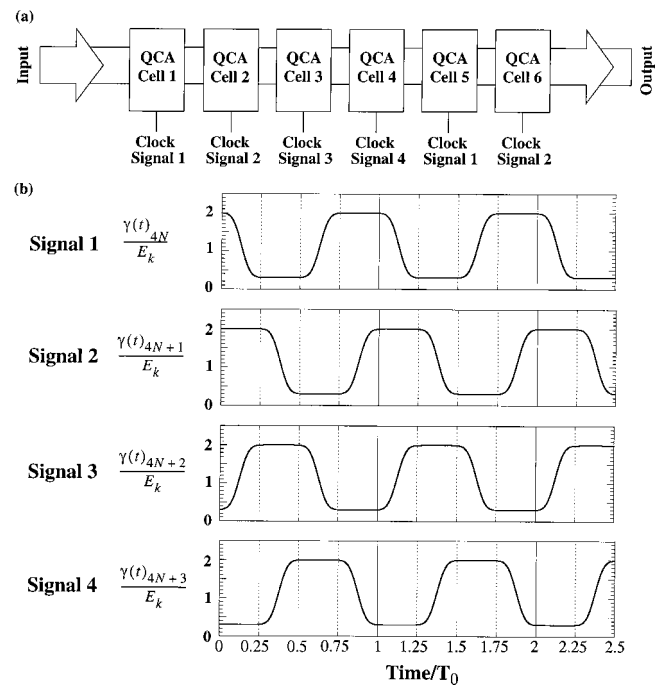 (a)
Input
QCA Cell 1
QCA Cell 2
QCA Cell 3
QCA Cell 4
QCA Cell 5
QCA Cell 6
Output
Clock Signal 1
Clock Signal 2
Clock Signal 3
Clock Signal 4
Clock Signal 1
Clock Signal 2
(b)
Signal 1 γ(t)4N / Ek
2
1
0
Signal 2 γ(t)4N + 1 / Ek
2
1
0
Signal 3 γ(t)4N + 2 / Ek
2
1
0
Signal 4 γ(t)4N + 3 / Ek
2
1
0
0 0.25 0.5 0.75 1 1.25 1.5 1.75 2 2.25 2.5
Time/T0